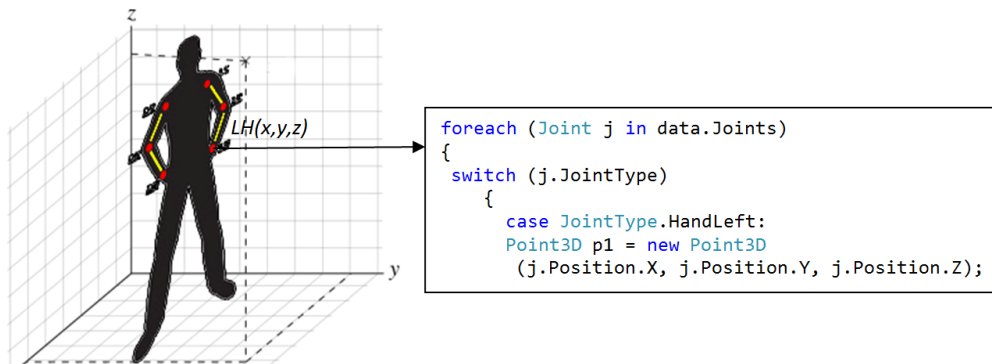 z
LH(x,y,z)
y
foreach (Joint j in data.Joints)
{
switch (j.JointType)
{
case JointType.HandLeft:
Point3D p1 = new Point3D
(j.Position.X, j.Position.Y, j.Position.Z);